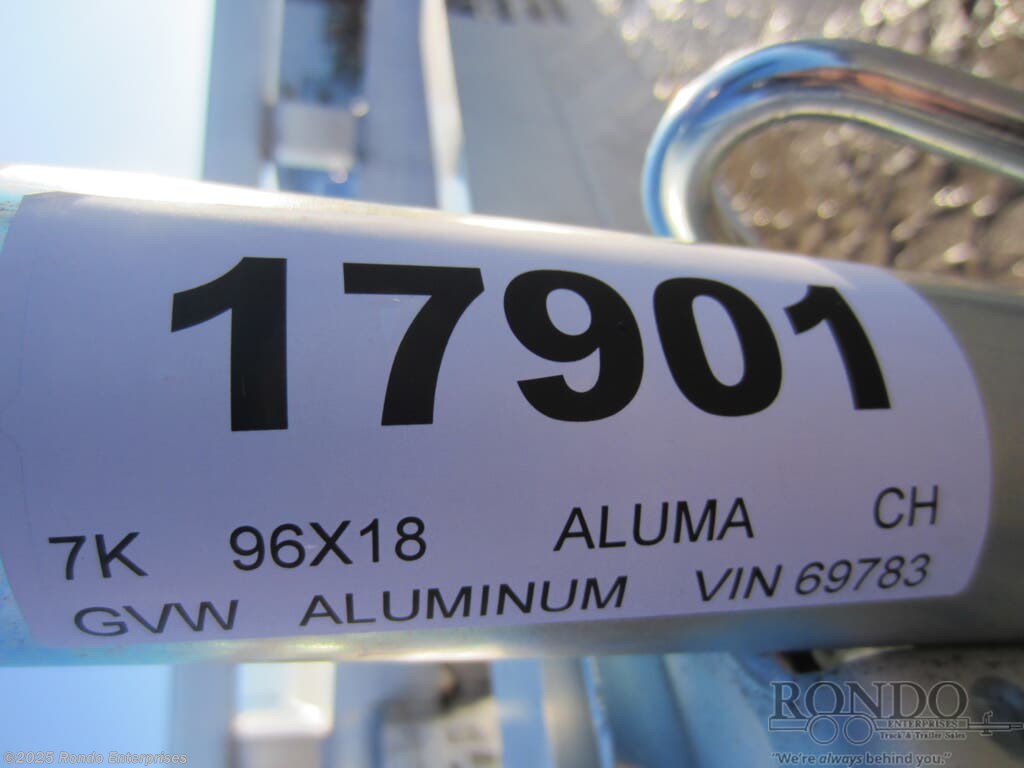 17901
7K 96X18 ALUMA CH
GVW ALUMINUM VIN 69783
RONDO
ENTERPRISES
Truck & Trailer Sales
"We're always behind you."
©2025 Rondo Enterprises